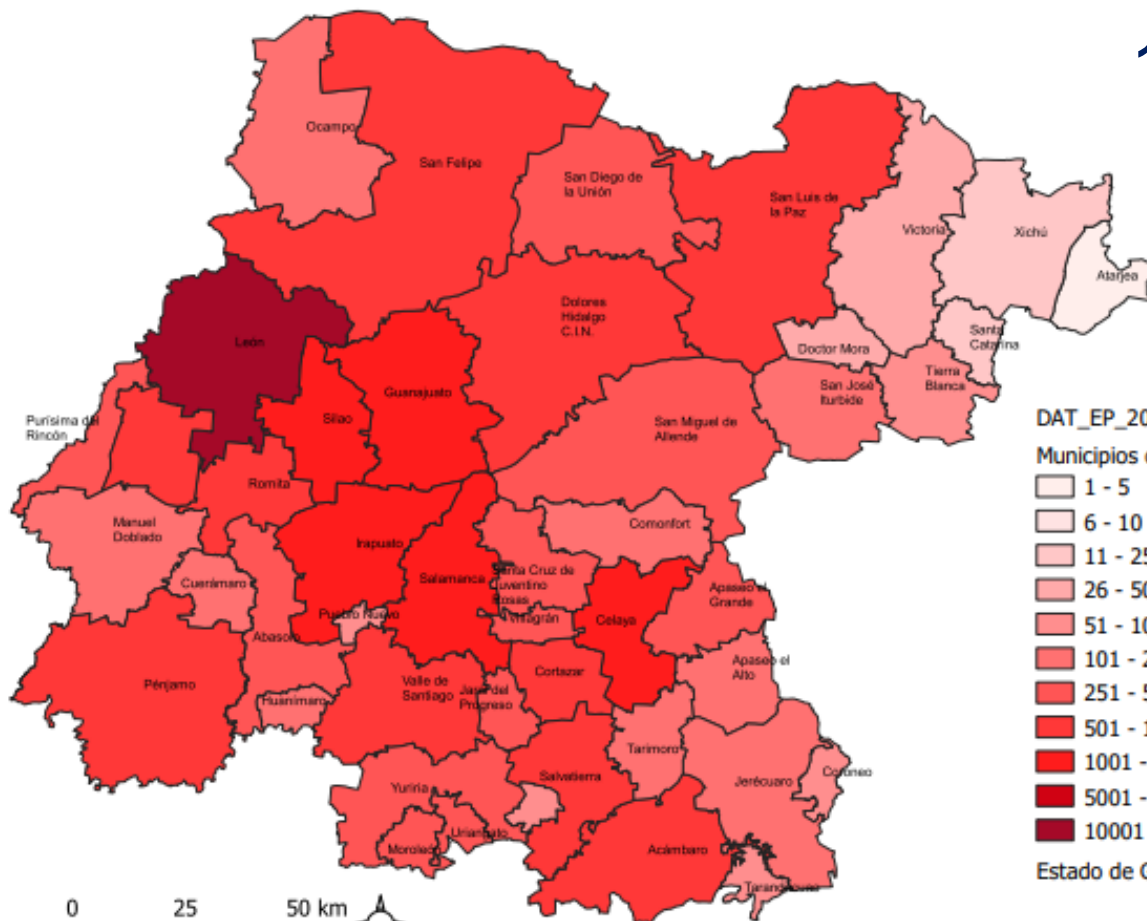 Ocampo
San Felipe
San Diego de
la Unión
San Luis de
la Paz
Victoria
Xichú
Atarjea
León
Dolores
Hidalgo
C.I.N.
Doctor Mora
Santa
Catarina
Tierra
Blanca
San José
Iturbide
Guanajuato
Silao
San Miguel de
Allende
Purísima del
Rincón
Romita
Manuel
Doblado
Irapuato
Comonfort
Cuerámaro
Salamanca
Santa Cruz de
Juventino
Rosas
Apaseo el
Grande
Pueblo Nuevo
Villagrán
Celaya
Abasolo
Apaseo el
Alto
Pénjamo
Valle de
Santiago
Jaral del
Progreso
Cortazar
Huanímaro
Tarimoro
Coroneo
Jerécuaro
Salvatierra
Yuriria
Uriangato
Moroleón
Acámbaro
Tarandacuao
DAT_EP_20
Municipios
1 - 5
6 - 10
11 - 25
26 - 50
51 - 10
101 - 2
251 - 5
501 - 1
1001 -
5001 -
10001
Estado de
0 25 50 km